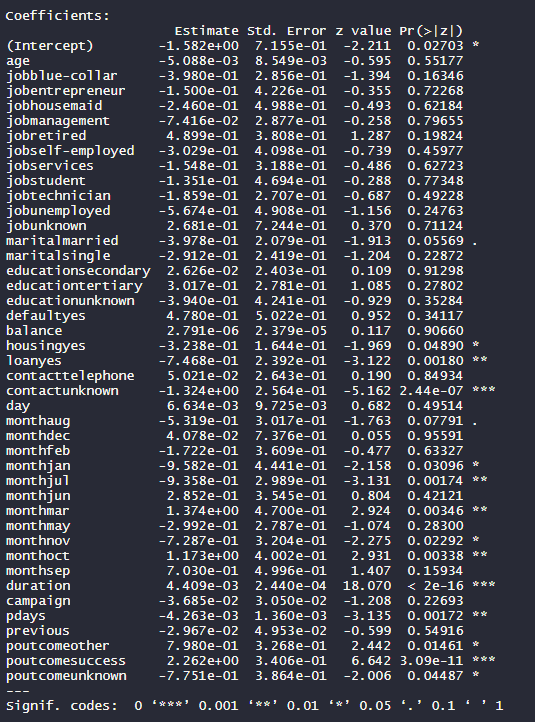 Coefficients:
Estimate Std. Error z value Pr(>|z|)
(Intercept) -1.582e+00 7.155e-01 -2.211 0.02703 *
age -5.088e-03 8.549e-03 -0.595 0.55177
jobblue-collar -3.980e-01 2.856e-01 -1.394 0.16346
jobentrepreneur -1.500e-01 4.226e-01 -0.355 0.72268
jobhousemaid -2.460e-01 4.988e-01 -0.493 0.62184
jobmanagement -7.416e-02 2.877e-01 -0.258 0.79655
jobretired 4.899e-01 3.808e-01 1.287 0.19824
jobself-employed -3.029e-01 4.098e-01 -0.739 0.45977
jobservices -1.548e-01 3.188e-01 -0.486 0.62723
jobstudent -1.351e-01 4.694e-01 -0.288 0.77348
jobtechnician -1.859e-01 2.707e-01 -0.687 0.49228
jobunemployed -5.674e-01 4.908e-01 -1.156 0.24763
jobunknown 2.681e-01 7.244e-01 0.370 0.71124
maritalmarried -3.978e-01 2.079e-01 -1.913 0.05569 .
maritalsingle -2.912e-01 2.419e-01 -1.204 0.22872
educationsecondary 2.626e-02 2.403e-01 0.109 0.91298
educationtertiary 3.017e-01 2.781e-01 1.085 0.27802
educationunknown -3.940e-01 4.241e-01 -0.929 0.35284
defaultyes 4.780e-01 5.022e-01 0.952 0.34117
balance 2.791e-06 2.379e-05 0.117 0.90660
housingyes -3.238e-01 1.644e-01 -1.969 0.04890 *
loanyes -7.468e-01 2.392e-01 -3.122 0.00180 **
contacttelephone 5.021e-02 2.643e-01 0.190 0.84934
contactunknown -1.324e+00 2.564e-01 -5.162 2.44e-07 ***
day 6.634e-03 9.725e-03 0.682 0.49514
monthaug -5.319e-01 3.017e-01 -1.763 0.07791 .
monthdec 4.078e-02 7.376e-01 0.055 0.95591
monthfeb -1.722e-01 3.609e-01 -0.477 0.63327
monthjan -9.582e-01 4.441e-01 -2.158 0.03096 *
monthjul -9.358e-01 2.989e-01 -3.131 0.00174 **
monthjun 2.852e-01 3.545e-01 0.804 0.42121
monthmar 1.374e+00 4.700e-01 2.924 0.00346 **
monthmay -2.992e-01 2.787e-01 -1.074 0.28300
monthnov -7.287e-01 3.204e-01 -2.275 0.02292 *
monthoct 1.173e+00 4.002e-01 2.931 0.00338 **
monthsep 7.030e-01 4.996e-01 1.407 0.15934
duration 4.409e-03 2.440e-04 18.070 < 2e-16 ***
campaign -3.685e-02 3.050e-02 -1.208 0.22693
pdays -4.263e-03 1.360e-03 -3.135 0.00172 **
previous -2.967e-02 4.953e-02 -0.599 0.54916
poutcomeother 7.980e-01 3.268e-01 2.442 0.01461 *
poutcomesuccess 2.262e+00 3.406e-01 6.642 3.09e-11 ***
poutcomeunknown -7.751e-01 3.864e-01 -2.006 0.04487 *
---
Signif. codes: 0 ‘***’ 0.001 ‘**’ 0.01 ‘*’ 0.05 ‘.’ 0.1 ‘ ’ 1